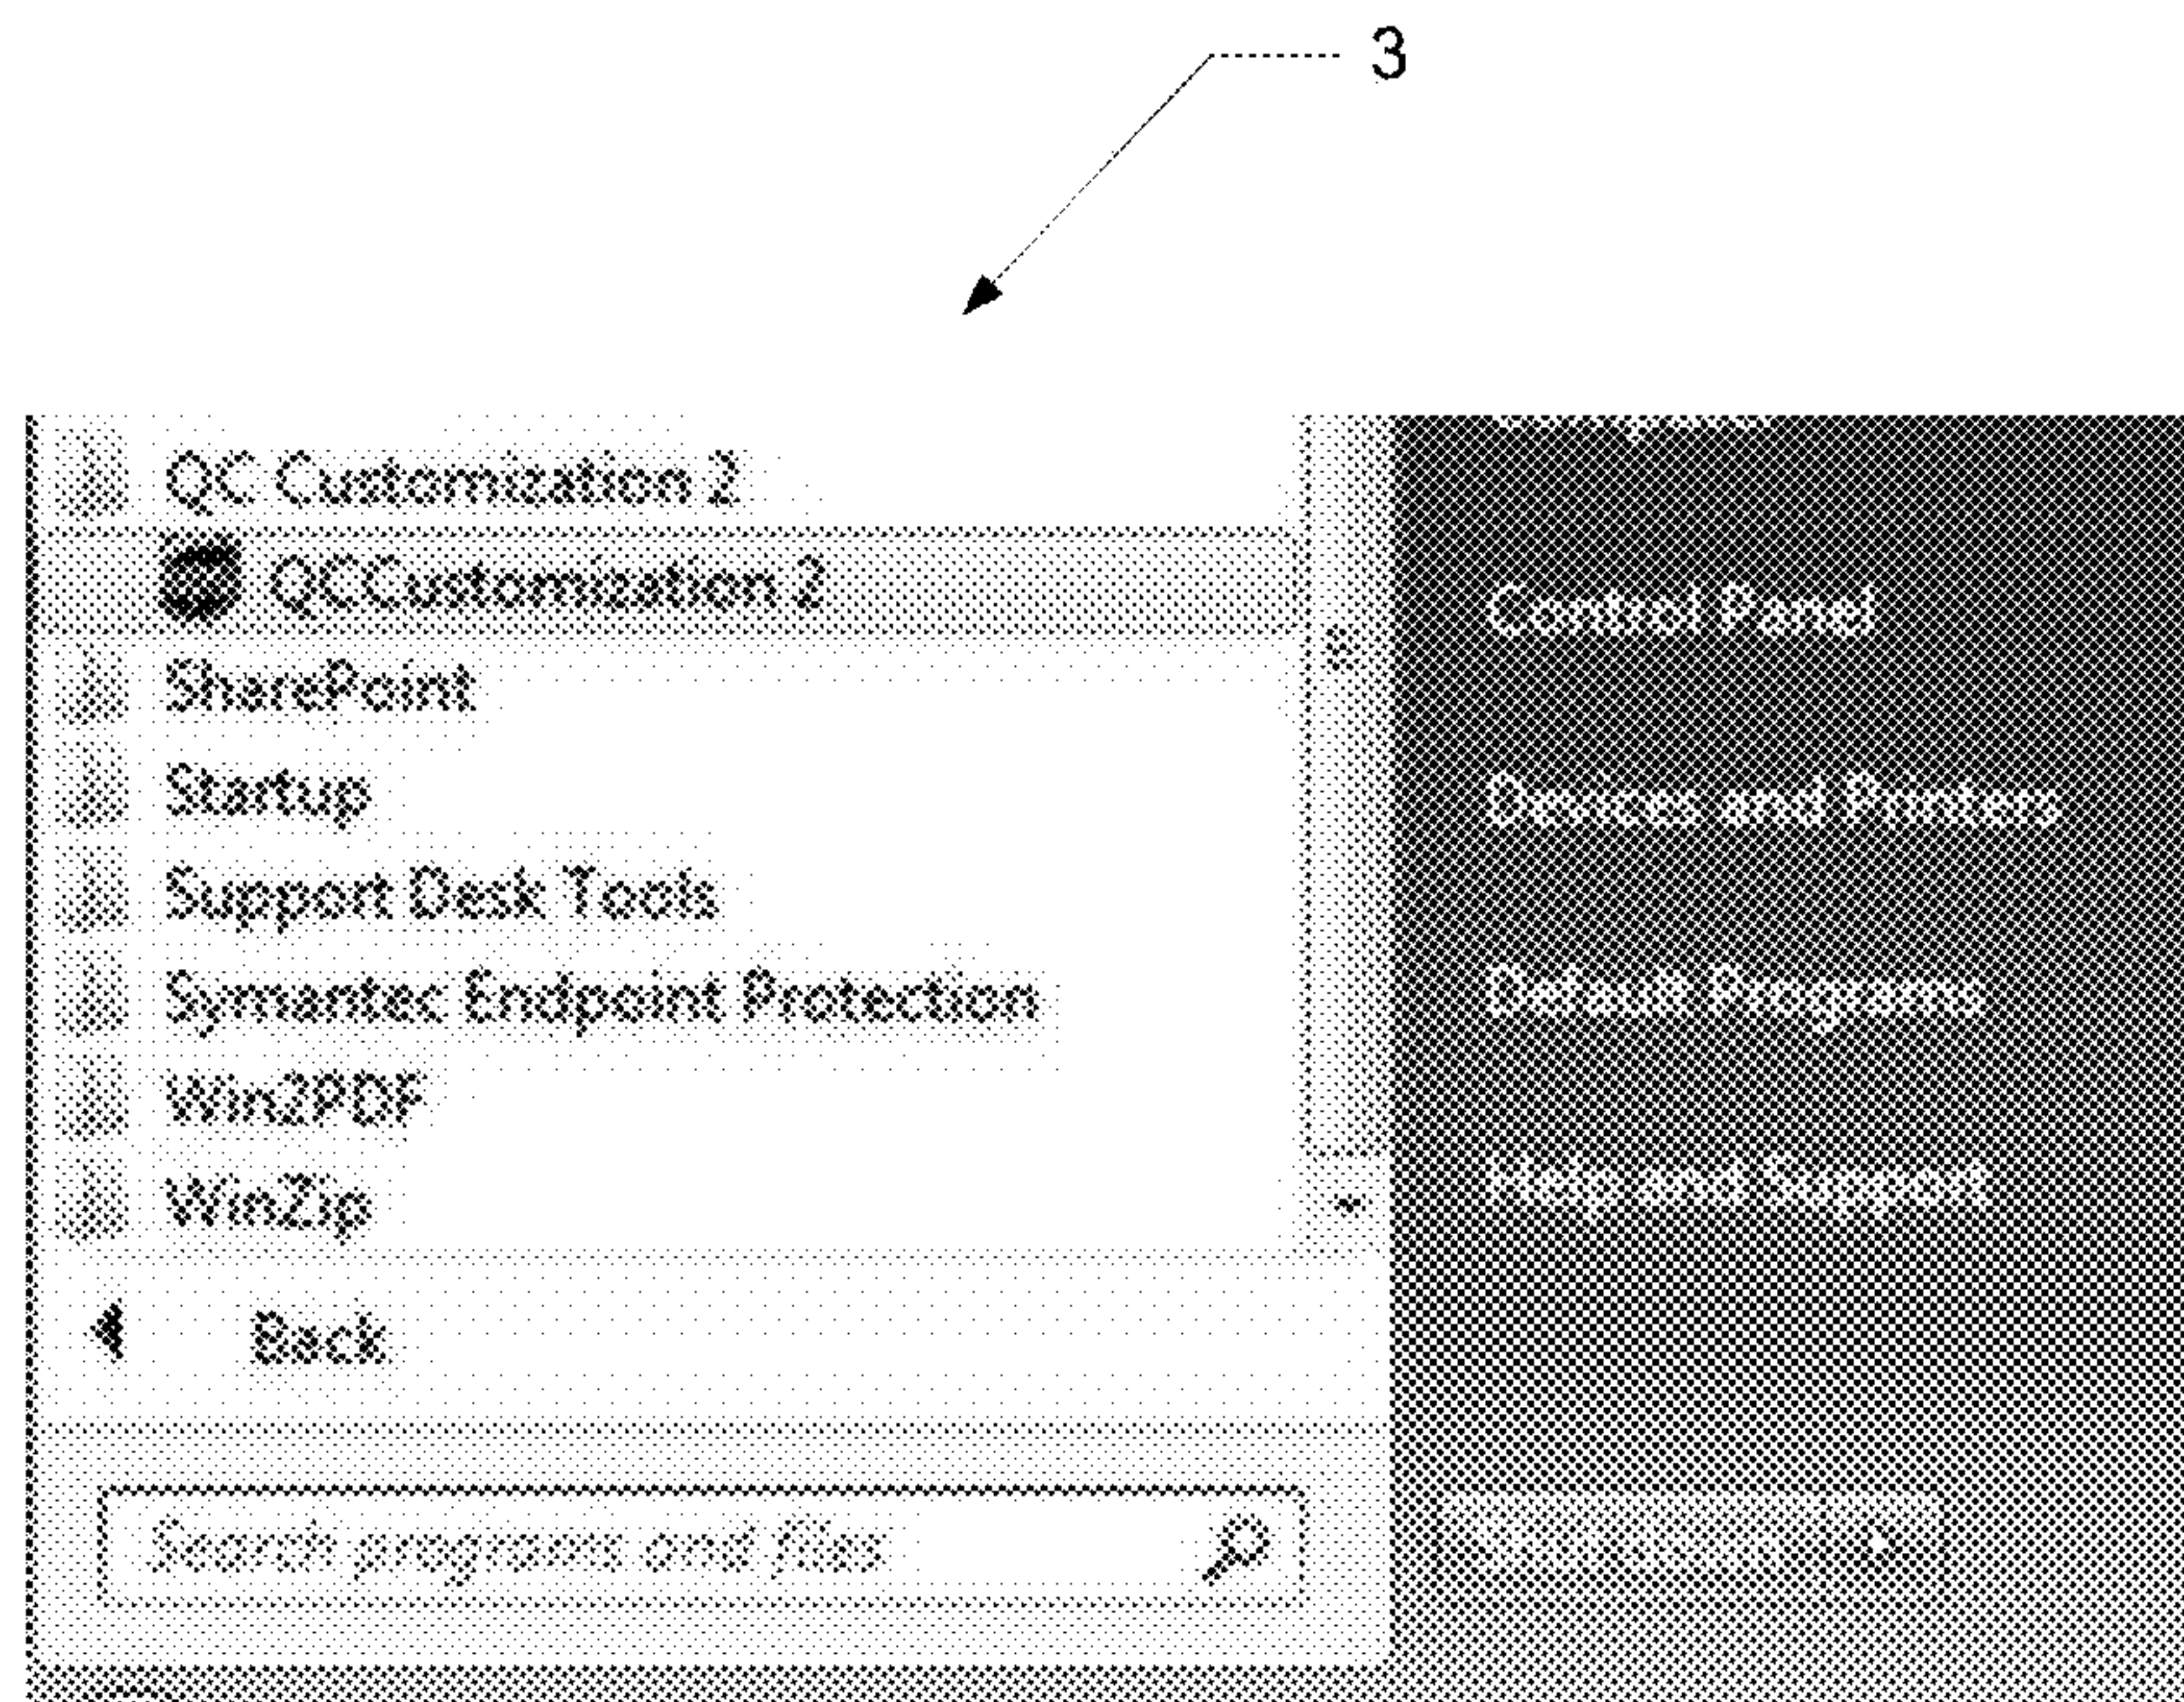 3
QC Customization 2
QCCustomization 2
SharePoint
Startup
Support Desk Tools
Symantec Endpoint Protection
Win2PDF
WinZip
Back
Search programs and files
Control Panel
Devices and Printers
Default Programs
Help and Support